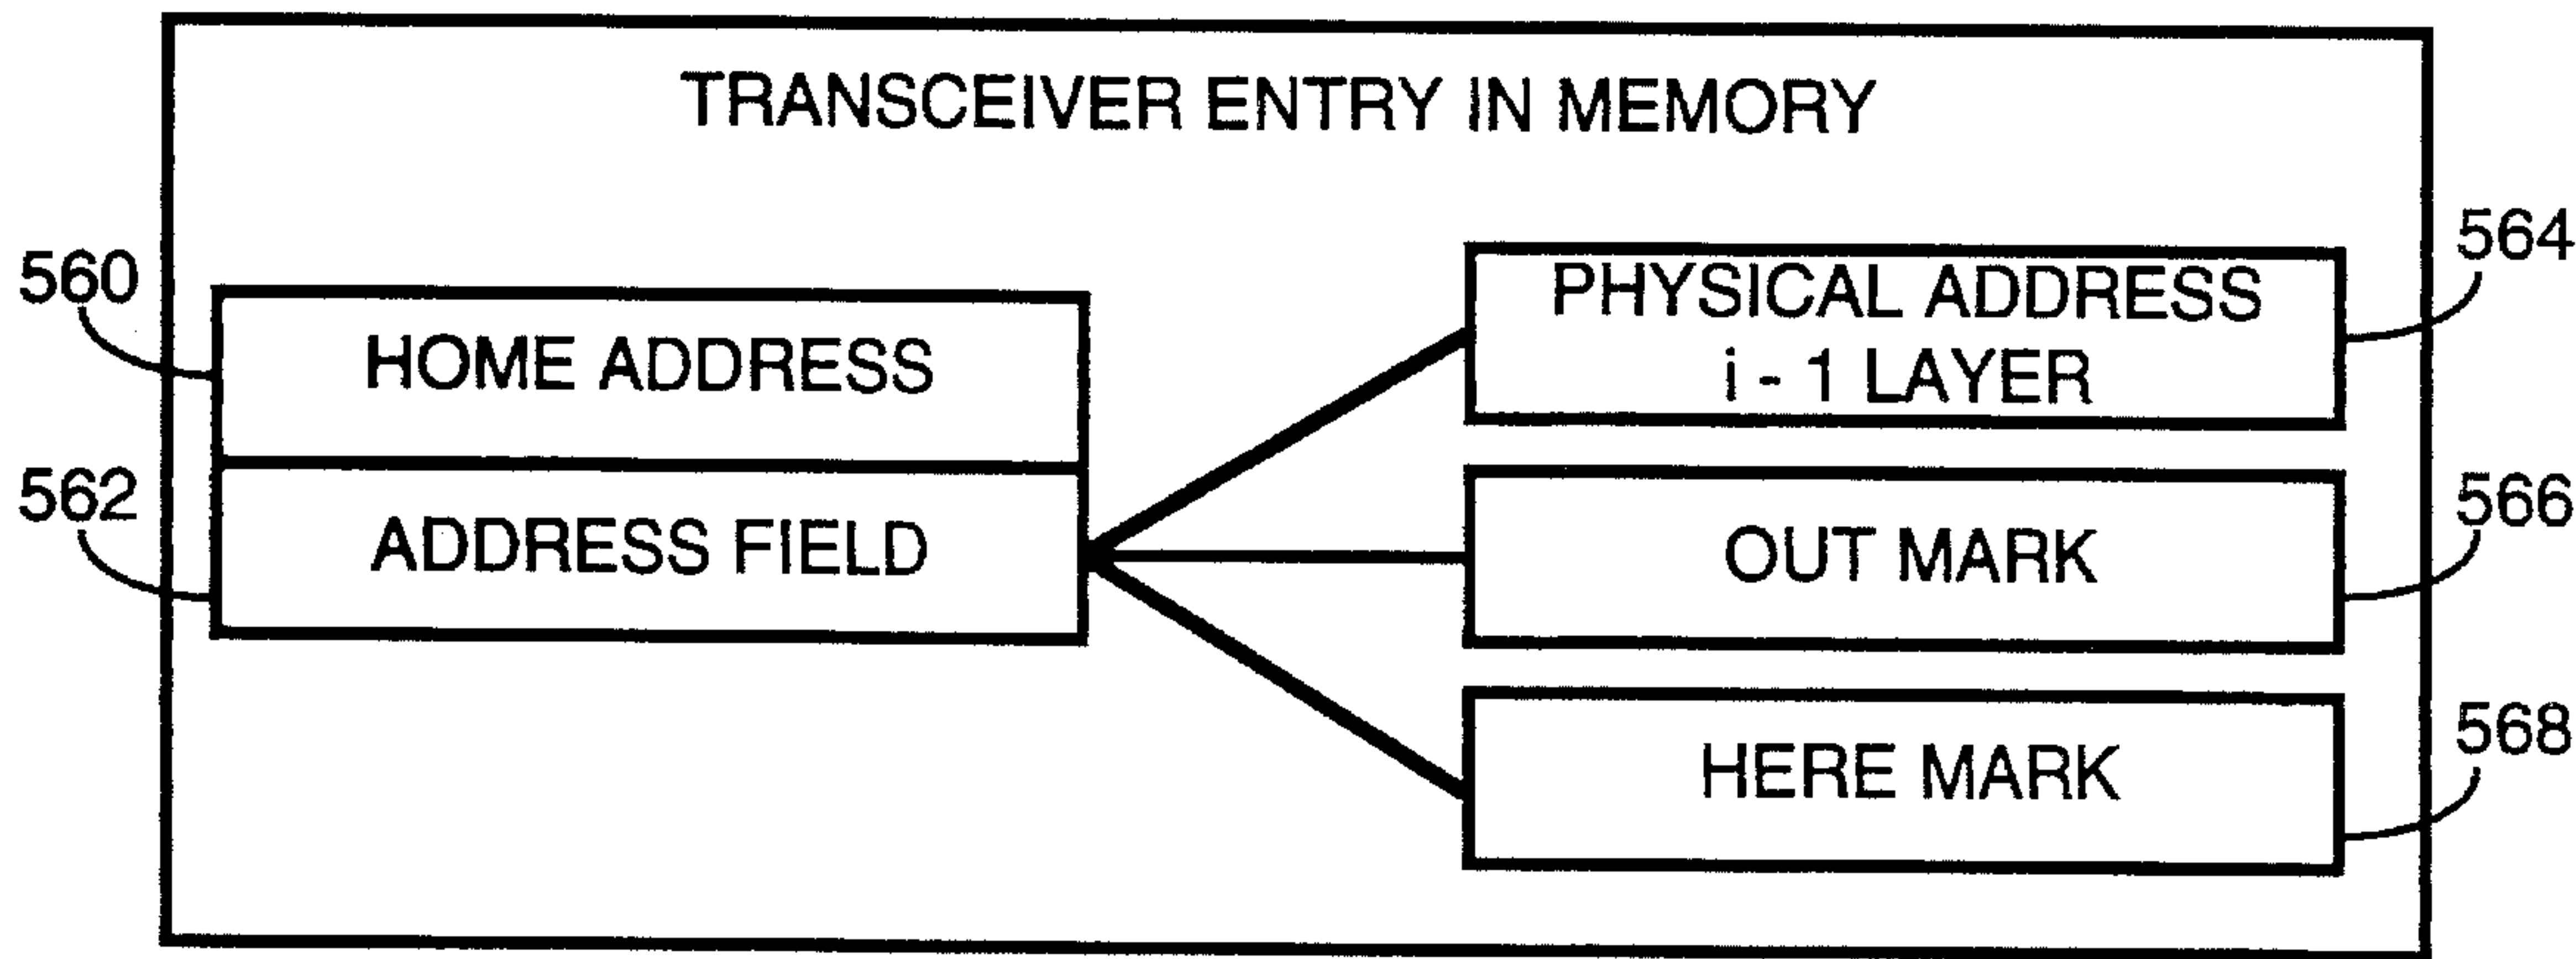 TRANSCEIVER ENTRY IN MEMORY
560
HOME ADDRESS
562
ADDRESS FIELD
PHYSICAL ADDRESS
i - 1 LAYER
564
OUT MARK
566
HERE MARK
568